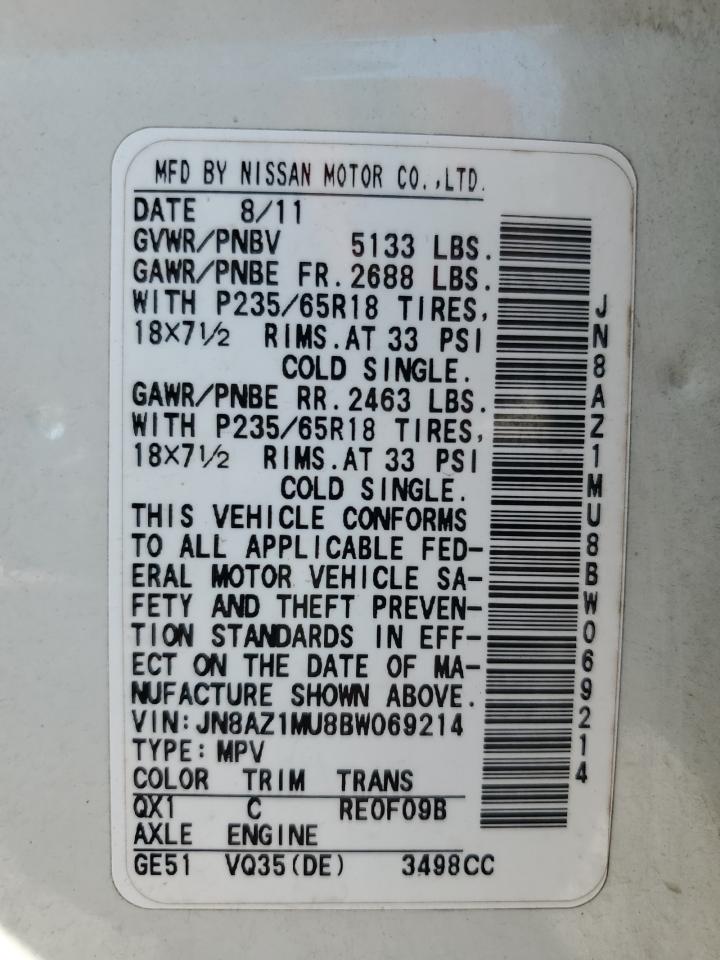 MFD BY NISSAN MOTOR CO.,LTD.
DATE 8/11
GVWR/PNBV 5133 LBS.
GAWR/PNBE FR.2688 LBS.
WITH P235/65R18 TIRES,
18X7½ RIMS.AT 33 PSI
COLD SINGLE.
GAWR/PNBE RR.2463 LBS.
WITH P235/65R18 TIRES,
18X7½ RIMS.AT 33 PSI
COLD SINGLE.
THIS VEHICLE CONFORMS
TO ALL APPLICABLE FED-
ERAL MOTOR VEHICLE SA-
FETY AND THEFT PREVEN-
TION STANDARDS IN EFF-
ECT ON THE DATE OF MA-
NUFACTURE SHOWN ABOVE.
VIN:JN8AZ1MU8BW069214
TYPE:MPV
COLOR TRIM TRANS
QX1 C RE0F09B
AXLE ENGINE
GE51 VQ35(DE) 3498CC
JN8AZ1MU8BW069214